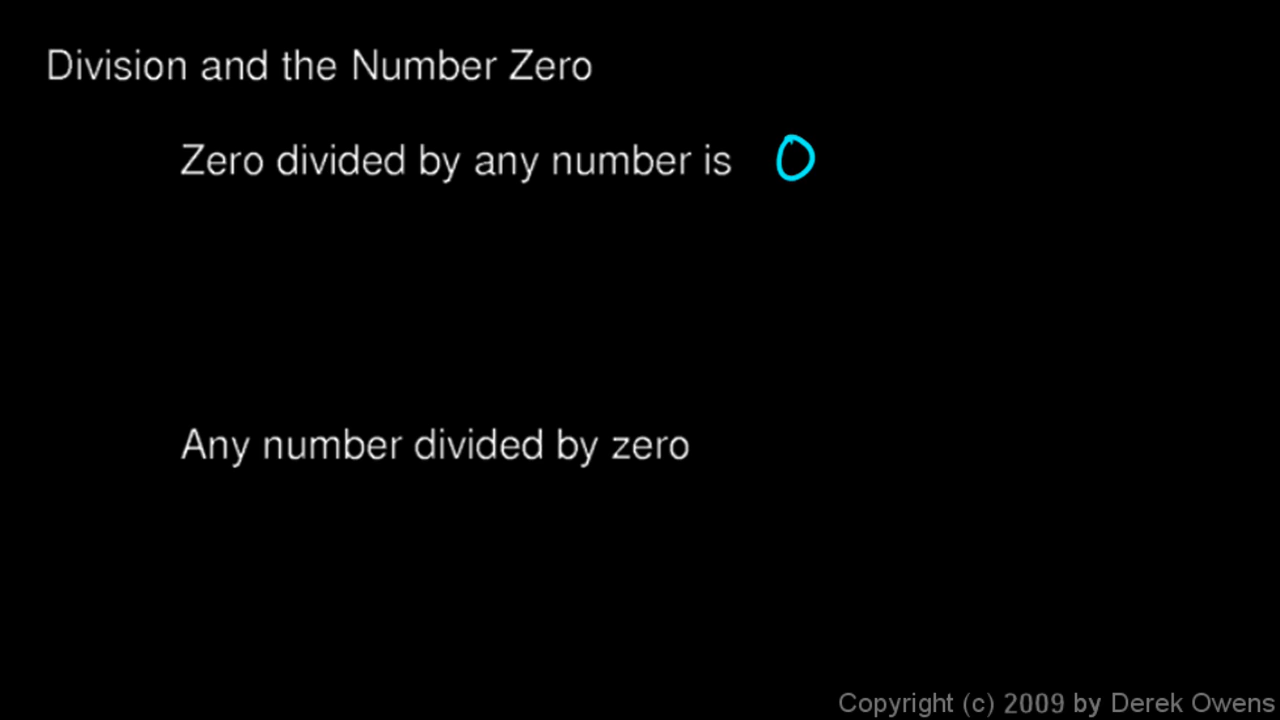 Division and the Number Zero
Zero divided by any number is 0
Any number divided by zero
Copyright (c) 2009 by Derek Owens